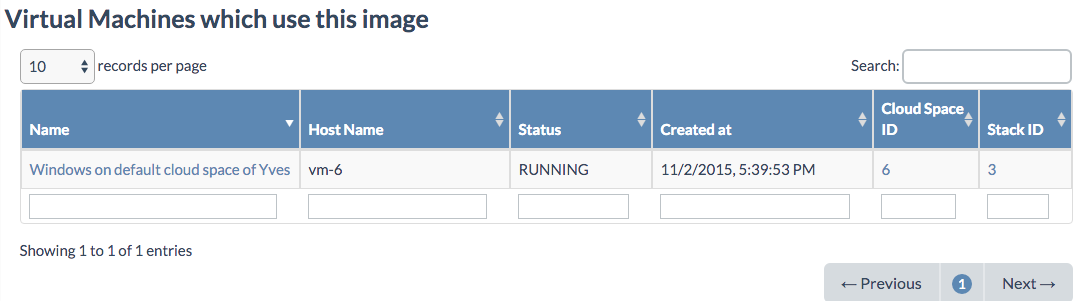 Virtual Machines which use this image
10 records per page Search:
Name Host Name Status Created at Cloud Space ID Stack ID
Windows on default cloud space of Yves vm-6 RUNNING 11/2/2015, 5:39:53 PM 6 3
Showing 1 to 1 of 1 entries
← Previous 1 Next →